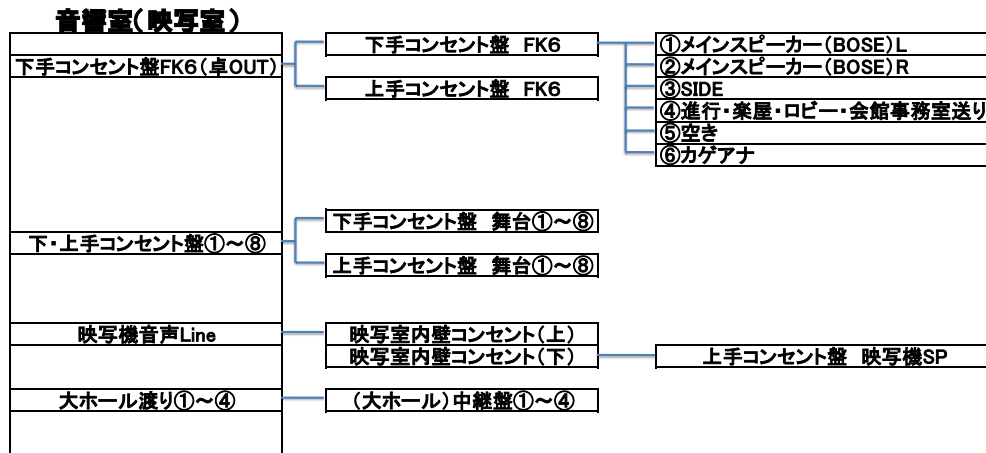 音響室(映写室)
下手コンセント盤 FK6
①メインスピーカー(BOSE)L
下手コンセント盤FK6(卓OUT)
②メインスピーカー(BOSE)R
上手コンセント盤 FK6
③SIDE
④進行・楽屋・ロビー・会館事務室送り
⑤空き
⑥カゲアナ
下手コンセント盤 舞台①~⑧
下・上手コンセント盤①~⑧
上手コンセント盤 舞台①~⑧
映写機音声Line
映写室内壁コンセント(上)
映写室内壁コンセント(下)
上手コンセント盤 映写機SP
大ホール渡り①~④
(大ホール)中継盤①~④